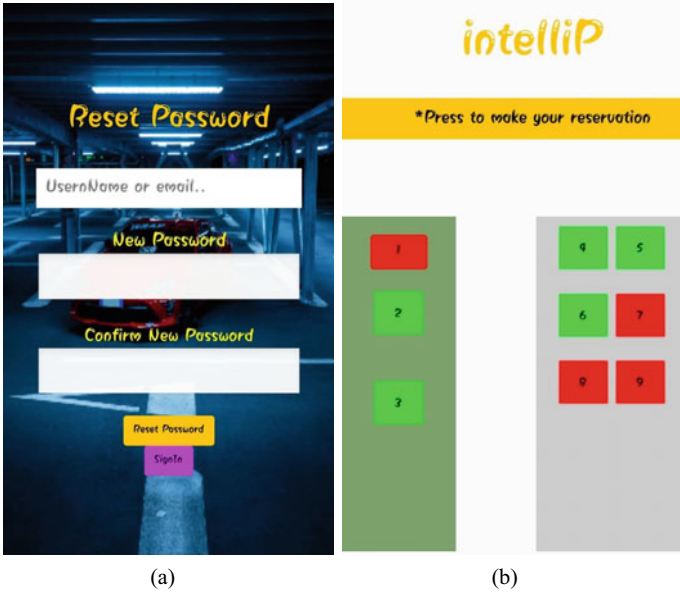 Reset Password
UsernName or email..
New Password
Confirm New Password
Reset Password
SignIn
(a)
intelliP
*Press to make your reservation
1
2
3
4 5
6 7
8 9
(b)